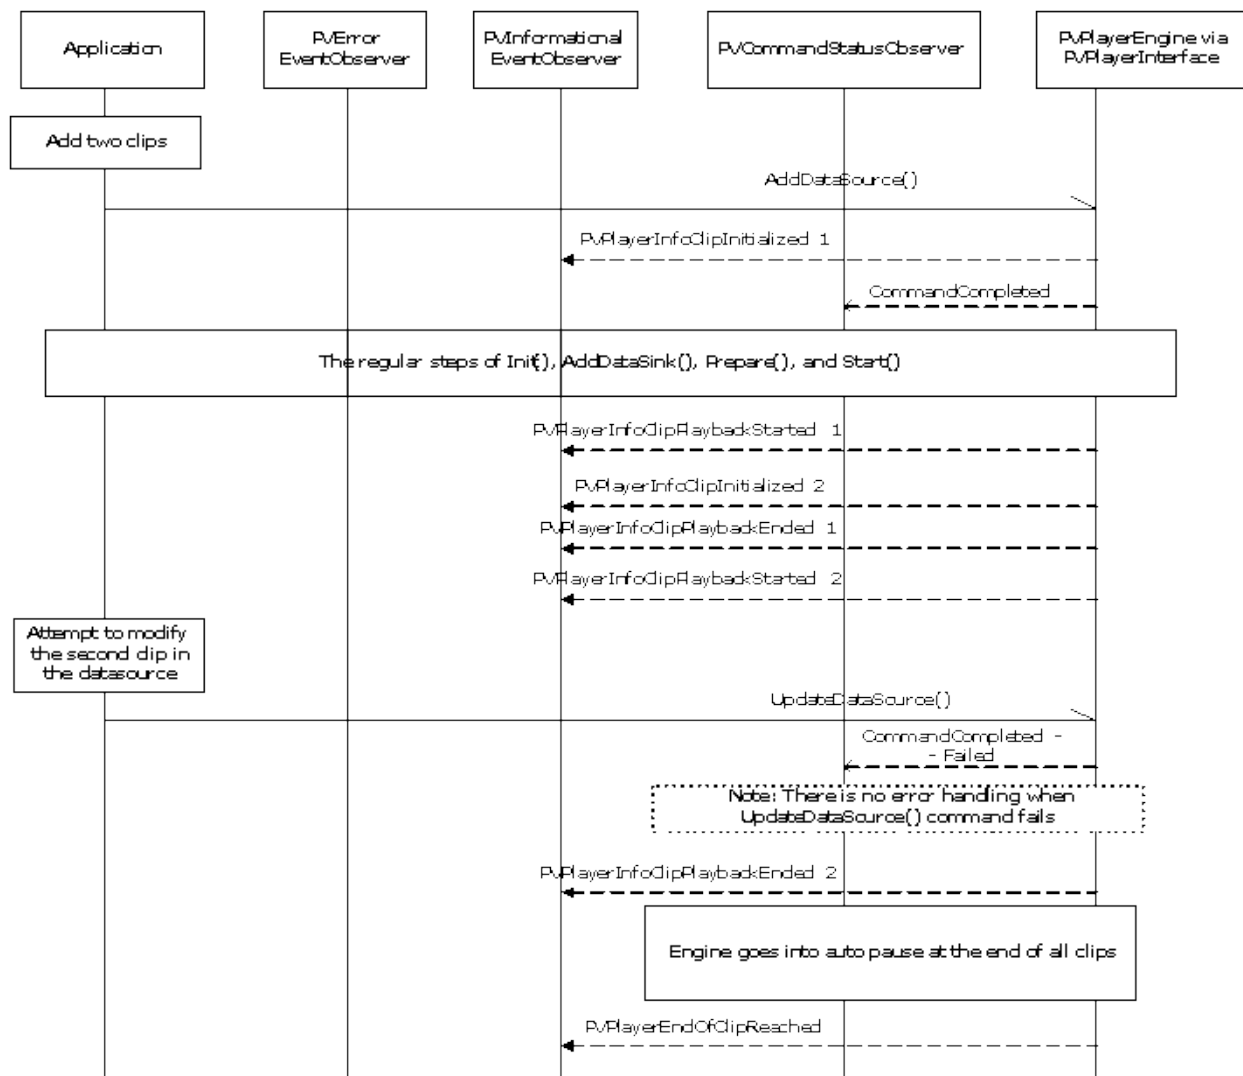 Application
PVError
EventObserver
PVInformational
EventObserver
PVCommandStatusObserver
PVPlayerEngine via
PVPlayerInterface
Add two clips
AddDataSource()
PVPlayerInfoClipInitialized 1
CommandCompleted
The regular steps of Init(), AddDataSink(), Prepare(), and Start()
PVPlayerInfoClipPlaybackStarted 1
PVPlayerInfoClipInitialized 2
PVPlayerInfoClipPlaybackEnded 1
PVPlayerInfoClipPlaybackStarted 2
Attempt to modify
the second clip in
the datasource
UpdateDataSource()
CommandCompleted -
- Failed
Note: There is no error handling when
UpdateDataSource() command fails
PVPlayerInfoClipPlaybackEnded 2
Engine goes into auto pause at the end of all clips
PVPlayerEndOfClipReached